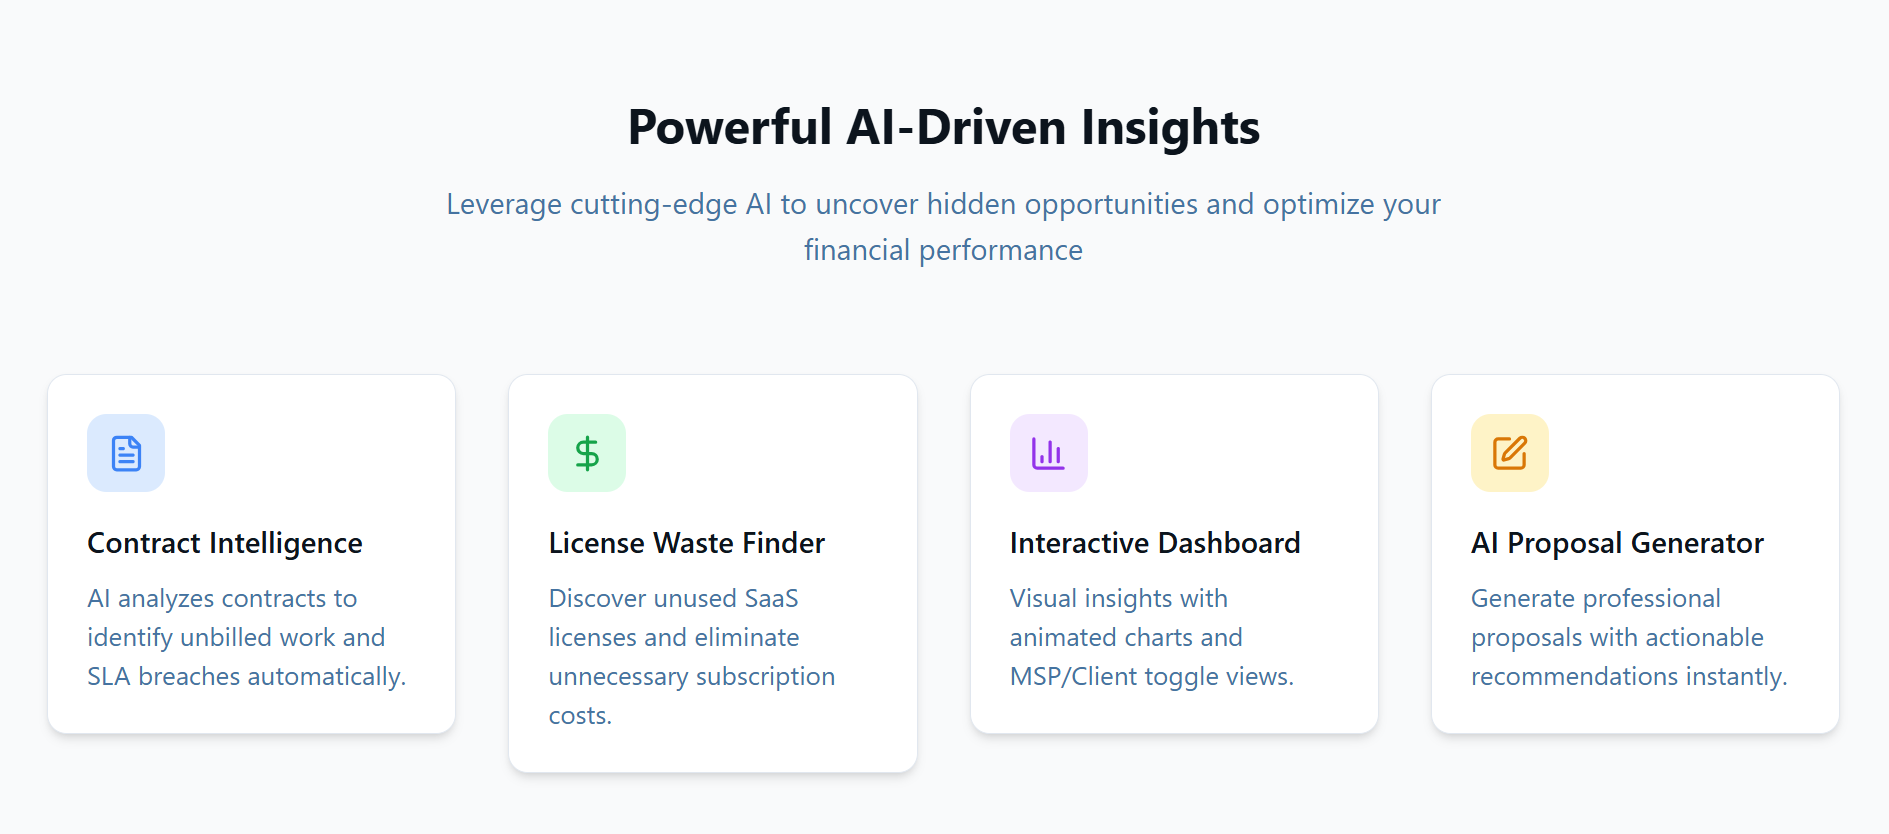 Powerful AI-Driven Insights
Leverage cutting-edge AI to uncover hidden opportunities and optimize your
financial performance
Contract Intelligence
AI analyzes contracts to
identify unbilled work and
SLA breaches automatically.
License Waste Finder
Discover unused SaaS
licenses and eliminate
unnecessary subscription
costs.
Interactive Dashboard
Visual insights with
animated charts and
MSP/Client toggle views.
AI Proposal Generator
Generate professional
proposals with actionable
recommendations instantly.